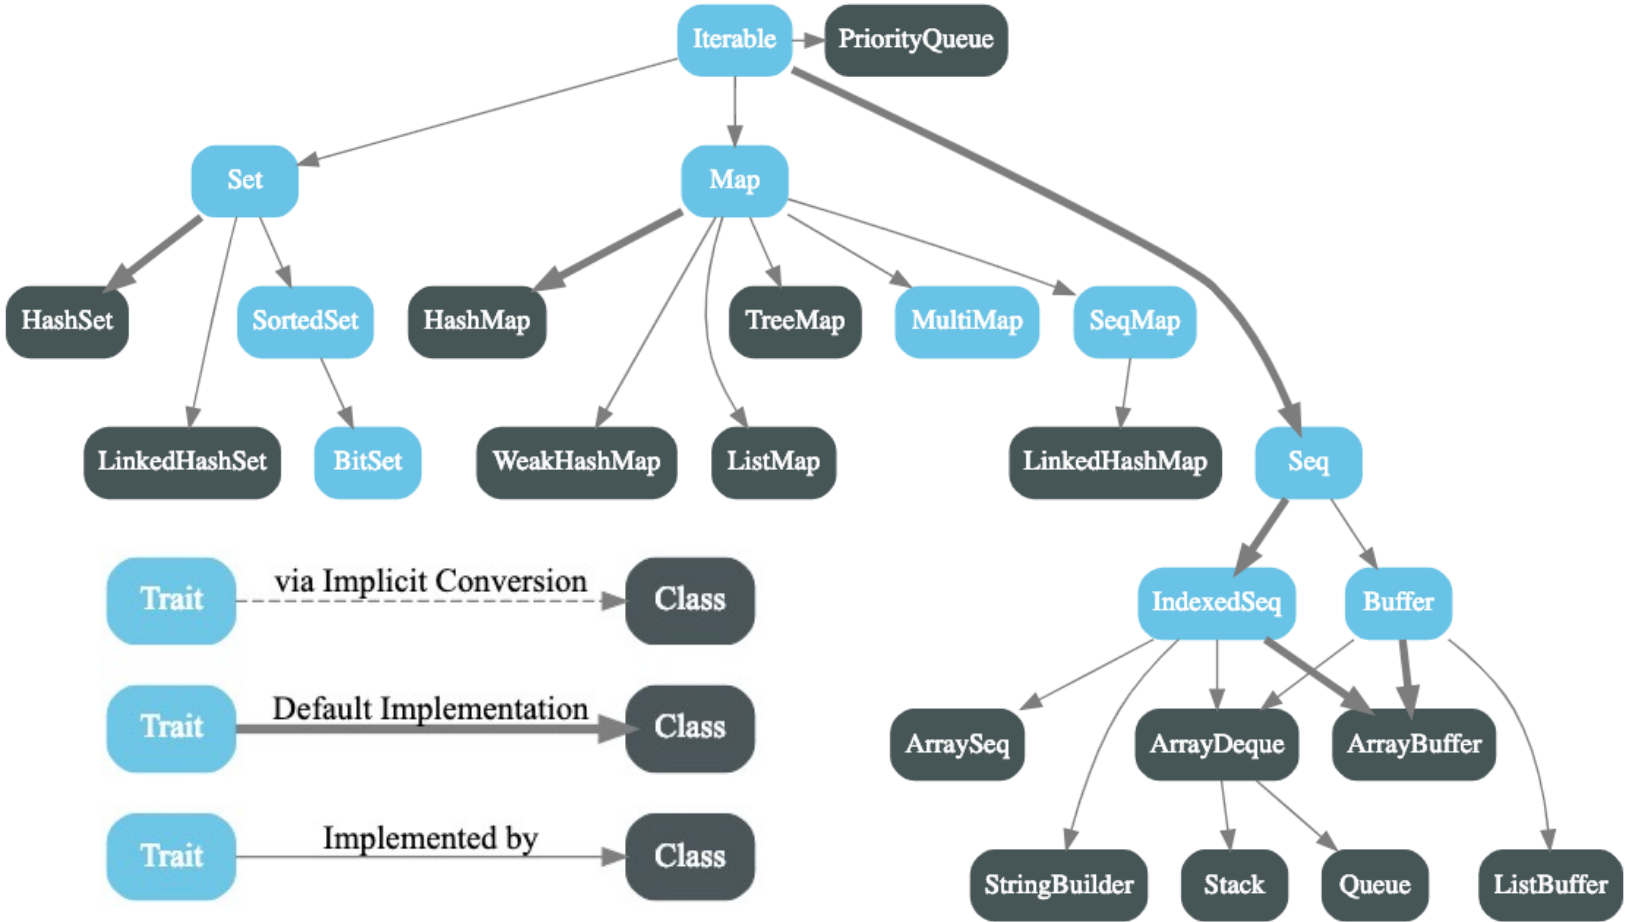 Iterable
PriorityQueue
Set
Map
HashSet
SortedSet
HashMap
TreeMap
MultiMap
SeqMap
LinkedHashSet
BitSet
WeakHashMap
ListMap
LinkedHashMap
Seq
Trait
via Implicit Conversion
Class
IndexedSeq
Buffer
Trait
Default Implementation
Class
ArraySeq
ArrayDeque
ArrayBuffer
Trait
Implemented by
Class
StringBuilder
Stack
Queue
ListBuffer